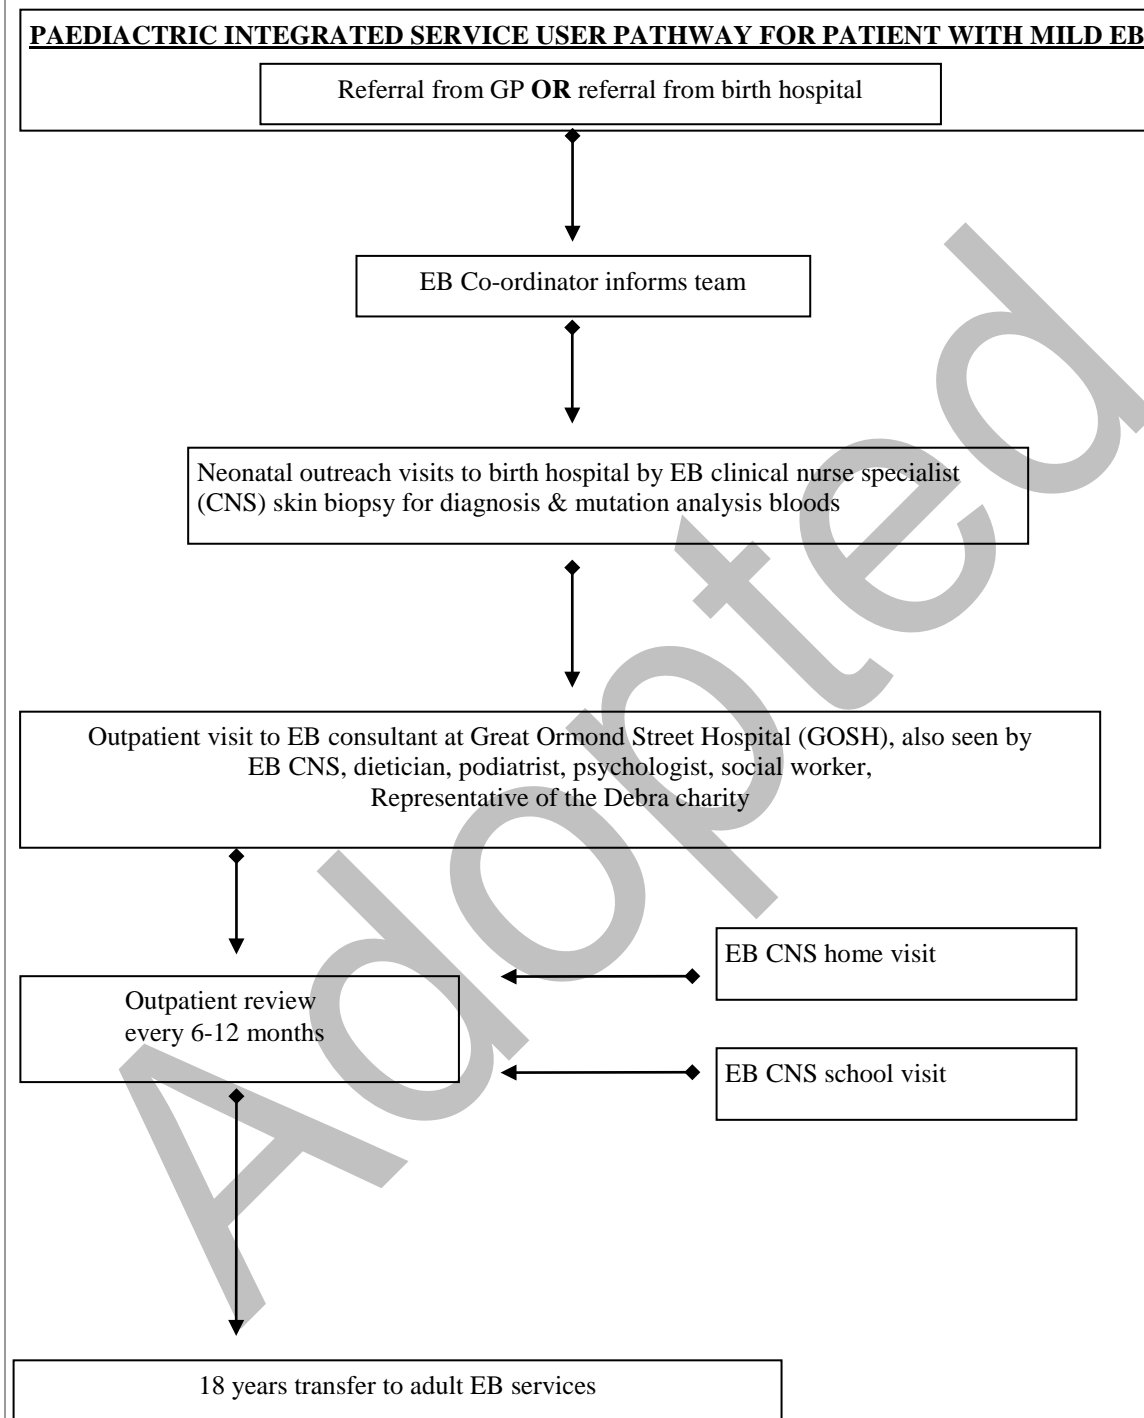 PAEDIACTRIC INTEGRATED SERVICE USER PATHWAY FOR PATIENT WITH MILD EB
Referral from GP OR referral from birth hospital
EB Co-ordinator informs team
Neonatal outreach visits to birth hospital by EB clinical nurse specialist
(CNS) skin biopsy for diagnosis & mutation analysis bloods
Outpatient visit to EB consultant at Great Ormond Street Hospital (GOSH), also seen by
EB CNS, dietician, podiatrist, psychologist, social worker,
Representative of the Debra charity
EB CNS home visit
Outpatient review
every 6-12 months
EB CNS school visit
18 years transfer to adult EB services
Adopted